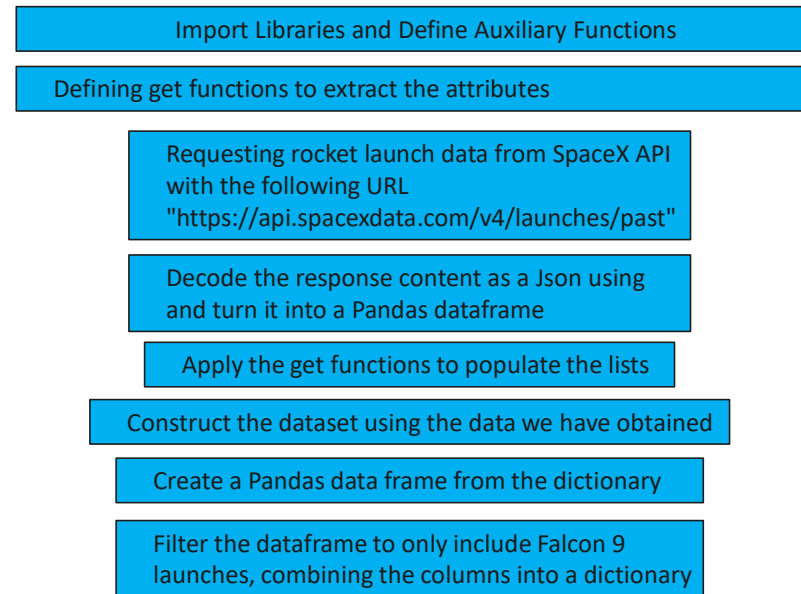 Import Libraries and Define Auxiliary Functions
Defining get functions to extract the attributes
Requesting rocket launch data from SpaceX API
with the following URL
"https://api.spacexdata.com/v4/launches/past"
Decode the response content as a Json using
and turn it into a Pandas dataframe
Apply the get functions to populate the lists
Construct the dataset using the data we have obtained
Create a Pandas data frame from the dictionary
Filter the dataframe to only include Falcon 9
launches, combining the columns into a dictionary